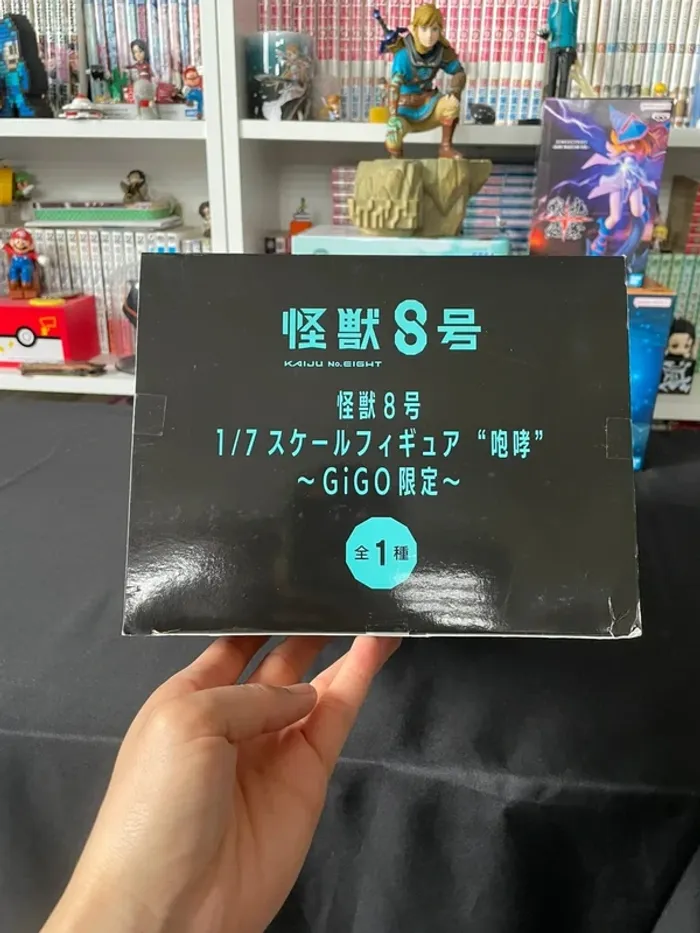 怪獣8号
KAIJU No.EIGHT
怪獣8号
1/7スケールフィギュア“咆哮”
～GiGO限定～
全1種